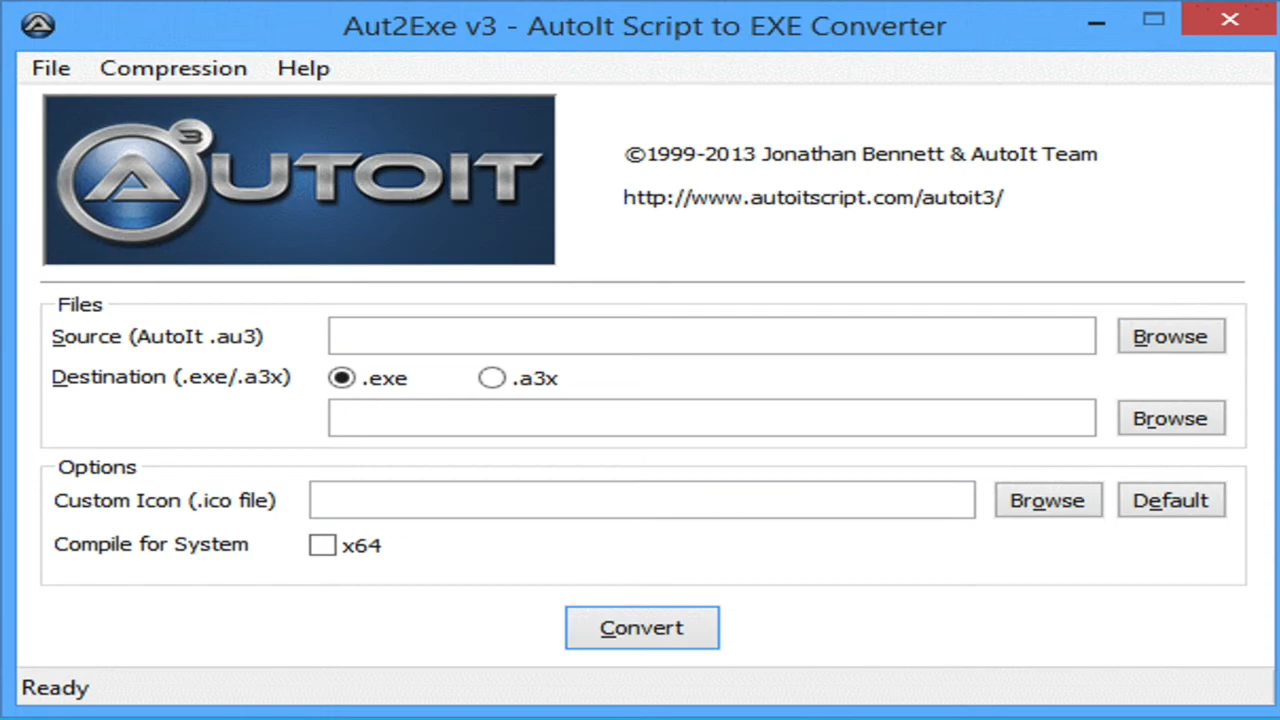 Aut2Exe v3 - AutoIt Script to EXE Converter
File Compression Help
AUTOIT 3
©1999-2013 Jonathan Bennett & AutoIt Team
http://www.autoitscript.com/autoit3/
Files
Source (AutoIt .au3) Browse
Destination (.exe/.a3x) .exe .a3x
Browse
Options
Custom Icon (.ico file) Browse Default
Compile for System x64
Convert
Ready